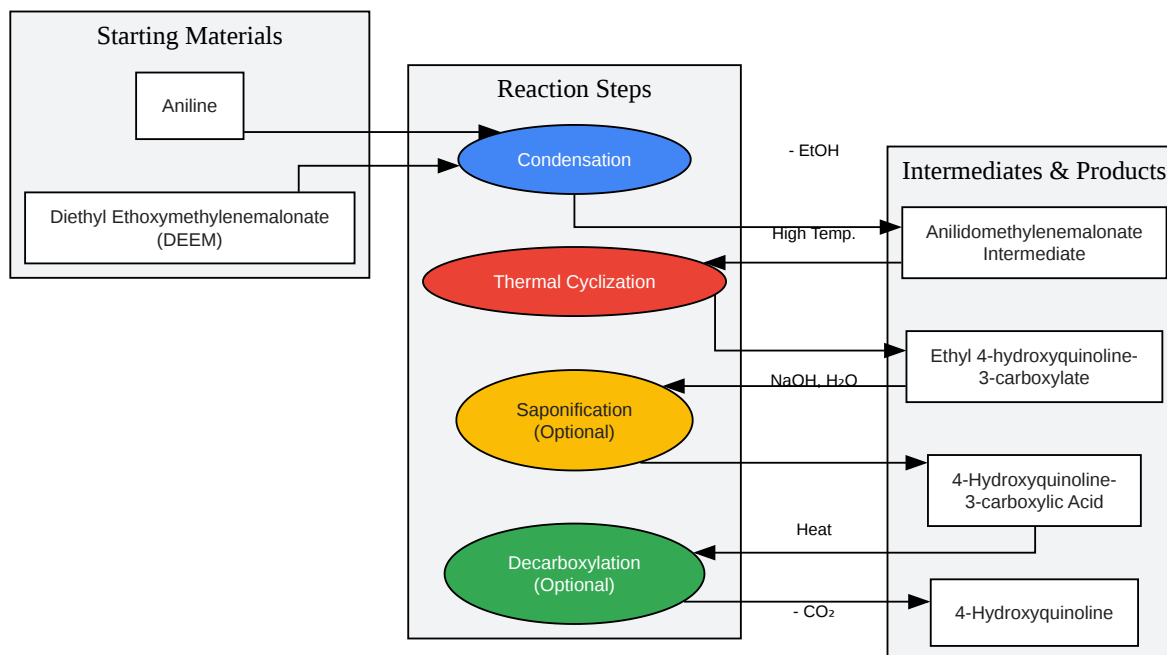 Starting Materials
Aniline
Diethyl Ethoxymethylenemalonate
(DEEM)
Reaction Steps
Condensation
Thermal Cyclization
Saponification
(Optional)
Decarboxylation
(Optional)
- EtOH
High Temp.
NaOH, H₂O
Heat
- CO₂
Intermediates & Products
Anilidomethylenemalonate
Intermediate
Ethyl 4-hydroxyquinoline-
3-carboxylate
4-Hydroxyquinoline-
3-carboxylic Acid
4-Hydroxyquinoline